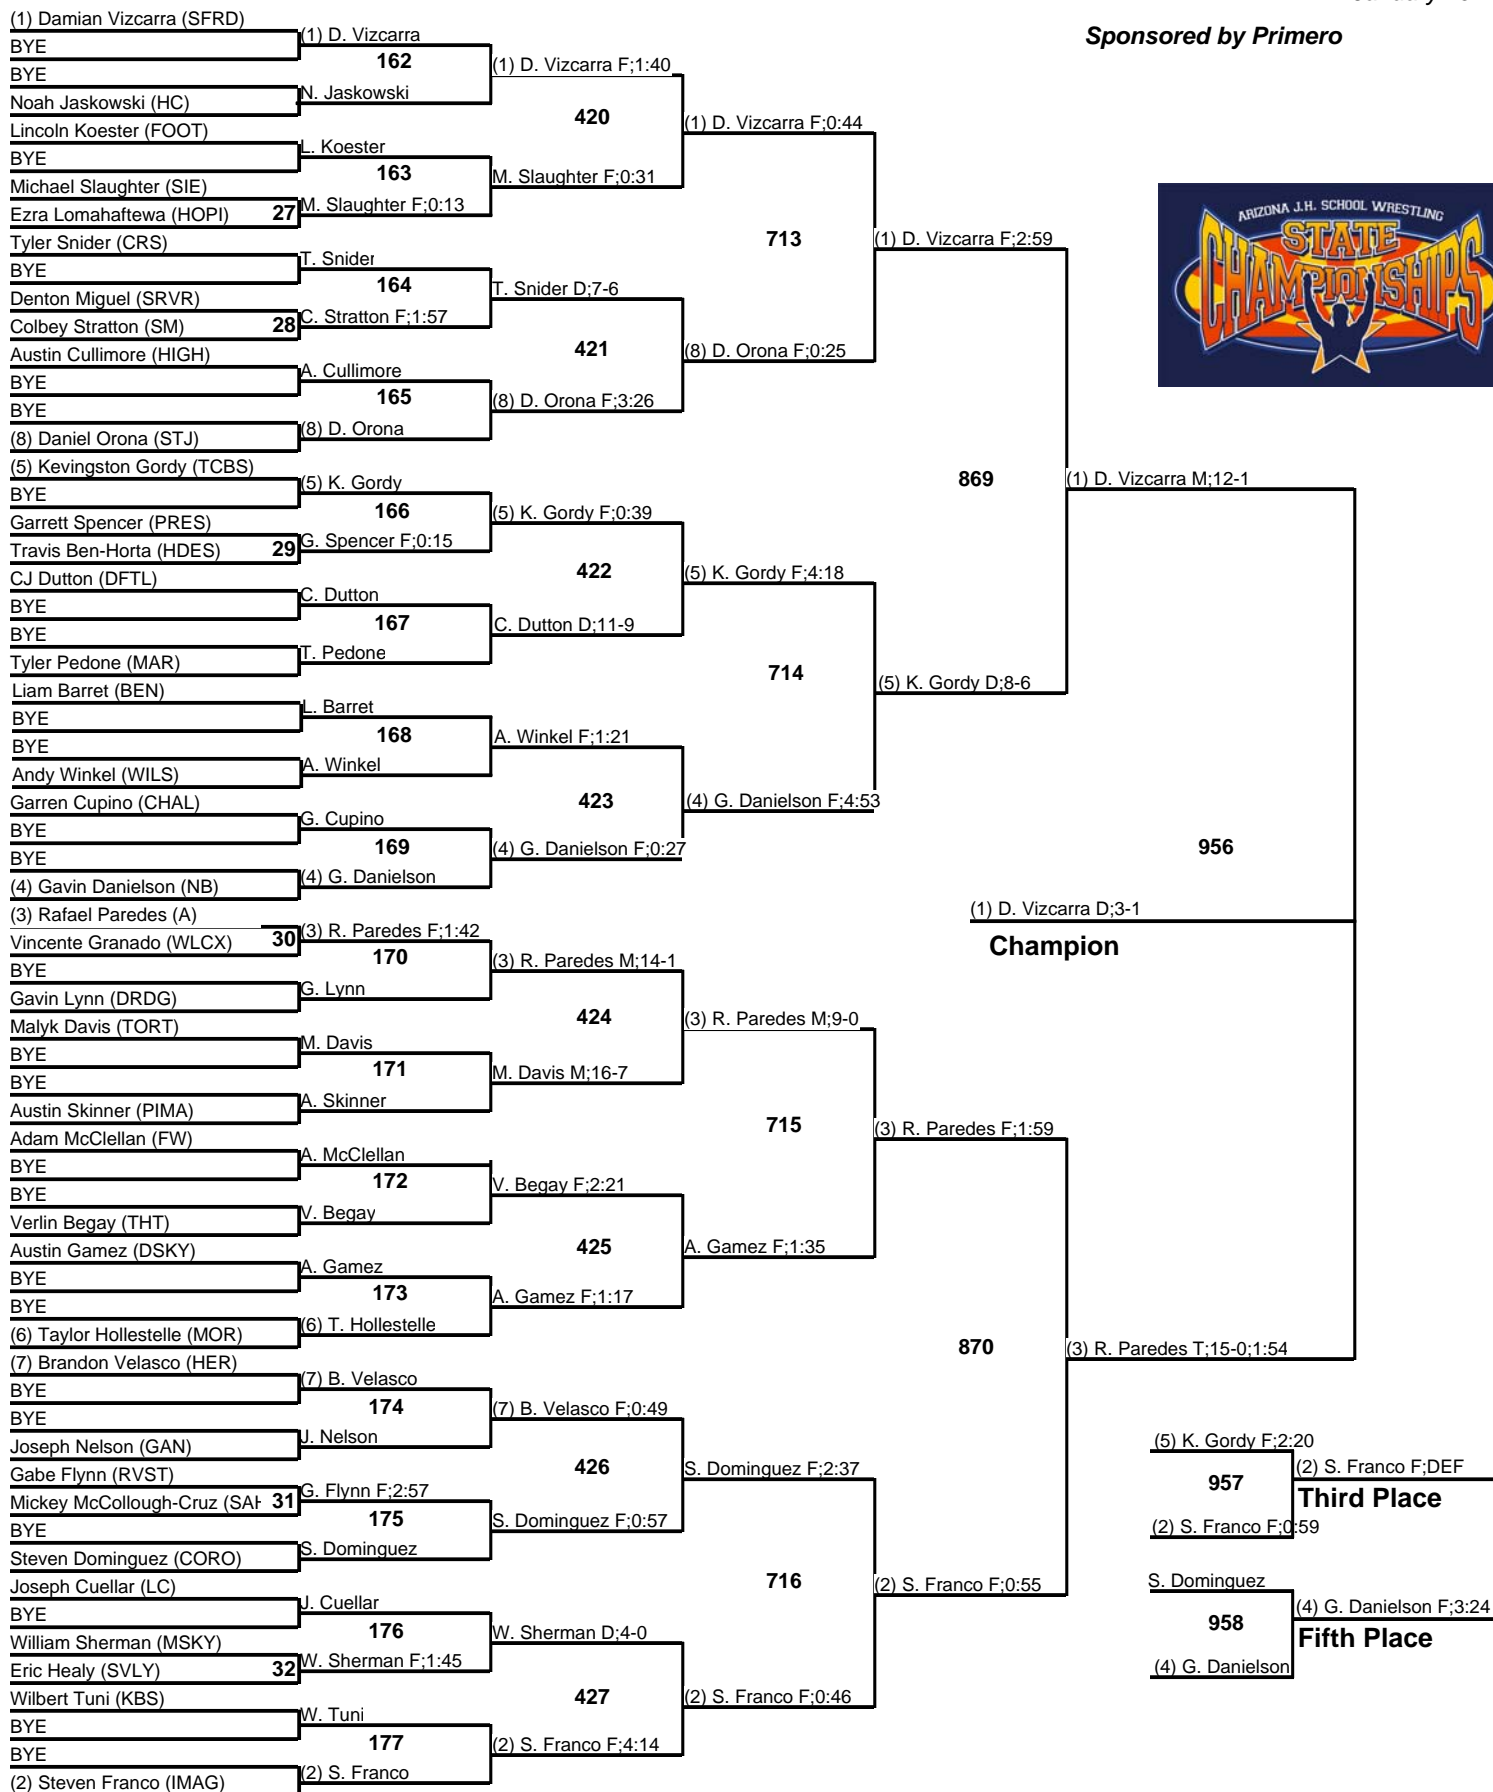 Sponsored by Primero
(1) Damian Vizcarra (SFRD)
BYE
BYE
Noah Jaskowski (HC)
Lincoln Koester (FOOT)
BYE
Michael Slaughter (SIE)
Ezra Lomahaftewa (HOPI) 27
Tyler Snider (CRS)
BYE
Denton Miguel (SRVR)
Colbey Stratton (SM) 28
Austin Cullimore (HIGH)
BYE
BYE
(8) Daniel Orona (STJ)
(5) Kevingston Gordy (TCBS)
BYE
Garrett Spencer (PRES)
Travis Ben-Horta (HDES) 29
CJ Dutton (DFTL)
BYE
BYE
Tyler Pedone (MAR)
Liam Barret (BEN)
BYE
BYE
Andy Winkel (WILS)
Garren Cupino (CHAL)
BYE
BYE
(4) Gavin Danielson (NB)
(3) Rafael Paredes (A)
Vincente Granado (WLCX) 30
BYE
Gavin Lynn (DRDG)
Malyk Davis (TORT)
BYE
BYE
Austin Skinner (PIMA)
Adam McClellan (FW)
BYE
BYE
Verlin Begay (THT)
Austin Gamez (DSKY)
BYE
BYE
(6) Taylor Hollestelle (MOR)
(7) Brandon Velasco (HER)
BYE
BYE
Joseph Nelson (GAN)
Gabe Flynn (RVST)
Mickey McCollough-Cruz (SAH 31
BYE
Steven Dominguez (CORO)
Joseph Cuellar (LC)
BYE
William Sherman (MSKY)
Eric Healy (SVLY) 32
Wilbert Tuni (KBS)
BYE
BYE
(2) Steven Franco (IMAG)
(1) D. Vizcarra
162
N. Jaskowski
L. Koester
163
M. Slaughter F;0:13
T. Snider
164
C. Stratton F;1:57
A. Cullimore
165
(8) D. Orona
(5) K. Gordy
166
G. Spencer F;0:15
C. Dutton
167
T. Pedone
L. Barret
168
A. Winkel
G. Cupino
169
(4) G. Danielson
(3) R. Paredes F;1:42
170
G. Lynn
M. Davis
171
A. Skinner
A. McClellan
172
V. Begay
A. Gamez
173
(6) T. Hollestelle
(7) B. Velasco
174
J. Nelson
G. Flynn F;2:57
175
S. Dominguez
J. Cuellar
176
W. Sherman F;1:45
W. Tuni
177
(2) S. Franco
(1) D. Vizcarra F;1:40
420
M. Slaughter F;0:31
T. Snider D;7-6
421
(8) D. Orona F;3:26
(5) K. Gordy F;0:39
422
C. Dutton D;11-9
A. Winkel F;1:21
423
(4) G. Danielson F;0:27
(3) R. Paredes M;14-1
424
M. Davis M;16-7
V. Begay F;2:21
425
A. Gamez F;1:17
(7) B. Velasco F;0:49
426
S. Dominguez F;0:57
W. Sherman D;4-0
427
(2) S. Franco F;4:14
(1) D. Vizcarra F;0:44
713
(8) D. Orona F;0:25
(5) K. Gordy F;4:18
714
(4) G. Danielson F;4:53
(3) R. Paredes M;9-0
715
A. Gamez F;1:35
S. Dominguez F;2:37
716
(2) S. Franco F;0:46
(1) D. Vizcarra F;2:59
869
(5) K. Gordy D;8-6
(3) R. Paredes F;1:59
870
(2) S. Franco F;0:55
ARIZONA J.H. SCHOOL WRESTLING
STATE
CHAMPIONSHIPS
(1) D. Vizcarra M;12-1
956
(3) R. Paredes T;15-0;1:54
(1) D. Vizcarra D;3-1
Champion
(5) K. Gordy F;2:20
957
(2) S. Franco F;0:59
(2) S. Franco F;DEF
Third Place
S. Dominguez
958
(4) G. Danielson
(4) G. Danielson F;3:24
Fifth Place